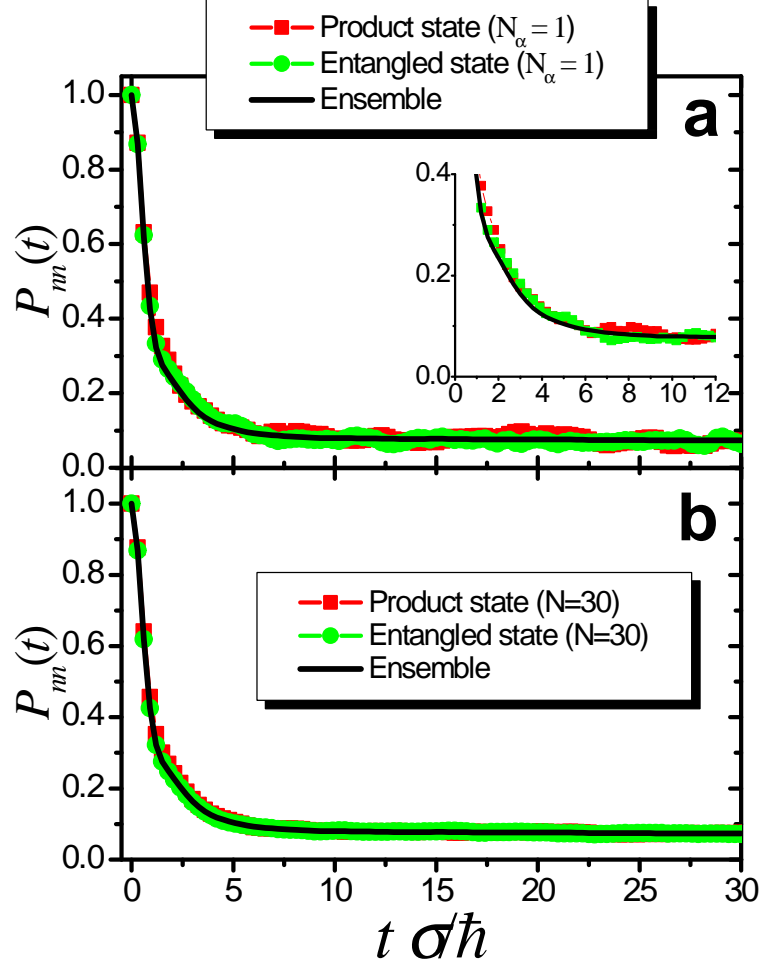 Product state (N_α = 1)
Entangled state (N_α = 1)
Ensemble
a
P_nn(t)
1.0
0.8
0.6
0.4
0.2
0.0
0.4
0.2
0.0
0 2 4 6 8 10 12
b
P_nn(t)
1.0
0.8
0.6
0.4
0.2
0.0
Product state (N=30)
Entangled state (N=30)
Ensemble
0 5 10 15 20 25 30
t σ/ħ